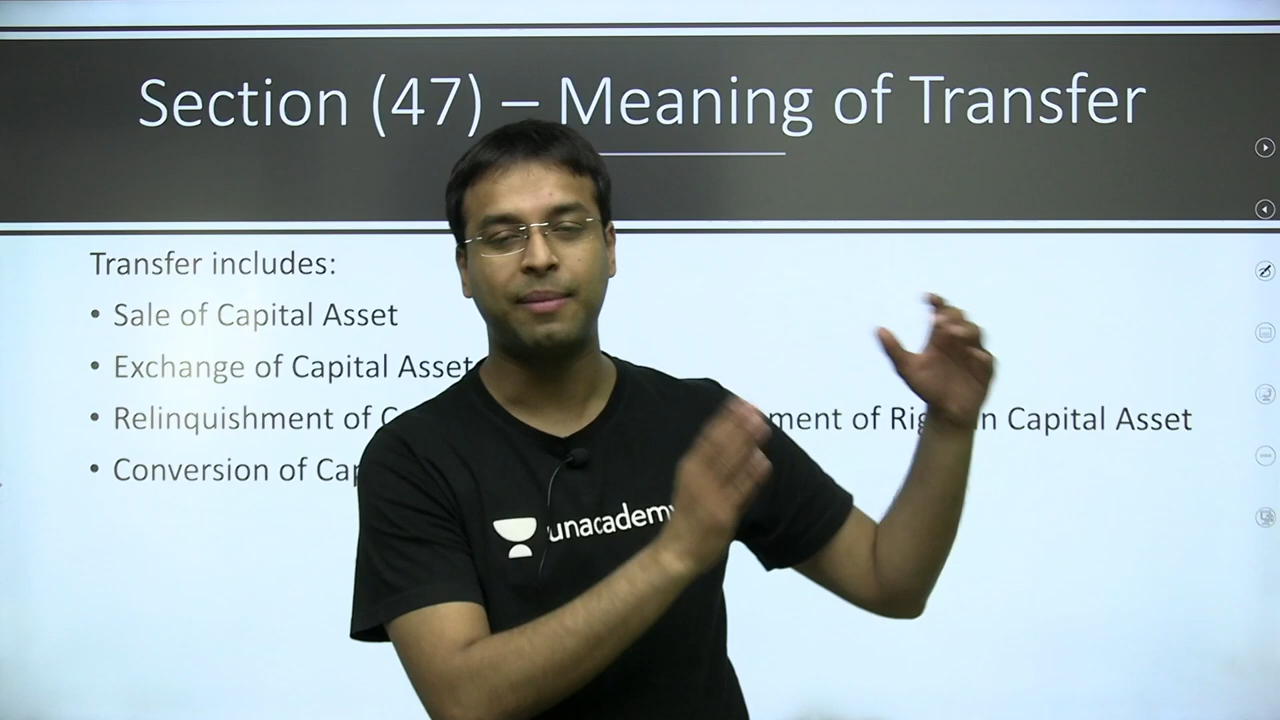 Section (47) – Meaning of Transfer
Transfer includes:
• Sale of Capital Asset
• Exchange of Capital Asset
• Relinquishment of ment of in Capital Asset
• Conversion of
unacademy